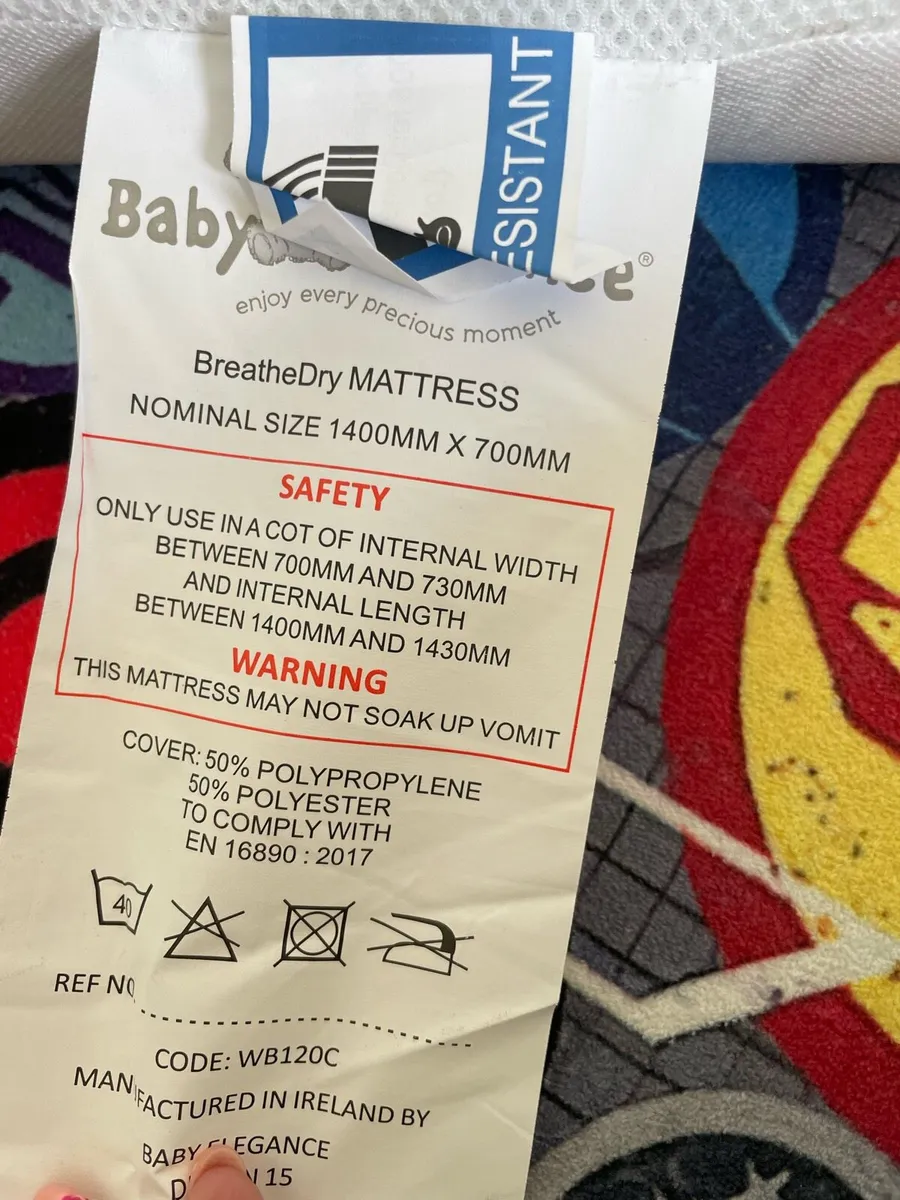 ESISTANT
Baby
®
enjoy every precious moment
BreatheDry MATTRESS
NOMINAL SIZE 1400MM X 700MM
SAFETY
ONLY USE IN A COT OF INTERNAL WIDTH
BETWEEN 700MM AND 730MM
AND INTERNAL LENGTH
BETWEEN 1400MM AND 1430MM
WARNING
THIS MATTRESS MAY NOT SOAK UP VOMIT
COVER: 50% POLYPROPYLENE
50% POLYESTER
TO COMPLY WITH
EN 16890 : 2017
40
REF NO
CODE: WB120C
MANUFACTURED IN IRELAND BY
BABY ELEGANCE
15